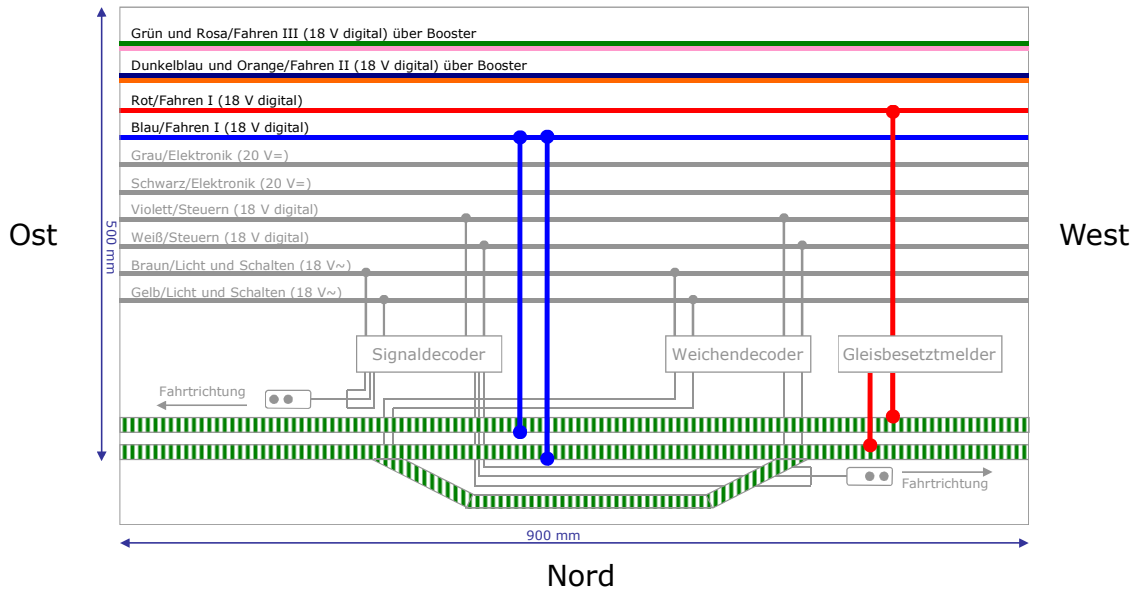 Grün und Rosa/Fahren III (18 V digital) über Booster
Dunkelblau und Orange/Fahren II (18 V digital) über Booster
Rot/Fahren I (18 V digital)
Blau/Fahren I (18 V digital)
Grau/Elektronik (20 V=)
Schwarz/Elektronik (20 V=)
Violett/Steuern (18 V digital)
Ost
500 mm
West
Weiß/Steuern (18 V digital)
Braun/Licht und Schalten (18 V~)
Gelb/Licht und Schalten (18 V~)
Signaldecoder
Weichendecoder
Gleisbesetztmelder
Fahrtrichtung
Fahrtrichtung
900 mm
Nord